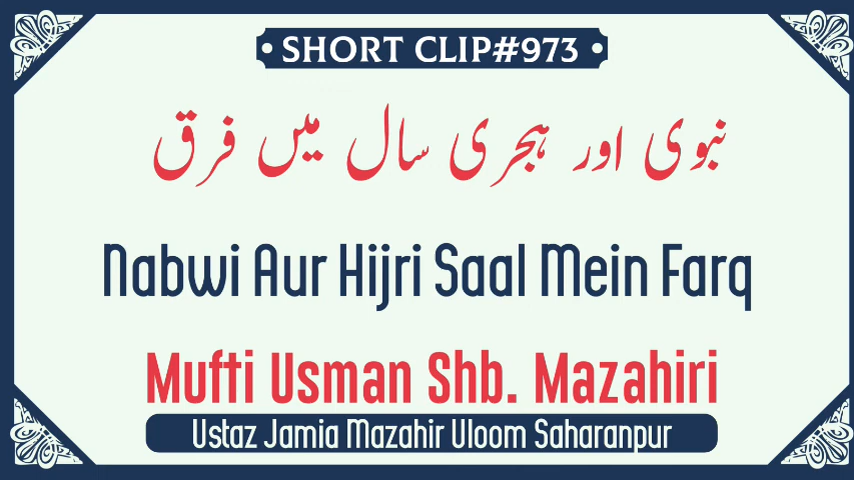 • SHORT CLIP#973 •
نبوی اور ہجری سال میں فرق
Nabwi Aur Hijri Saal Mein Farq
Mufti Usman Shb. Mazahiri
Ustaz Jamia Mazahir Uloom Saharanpur